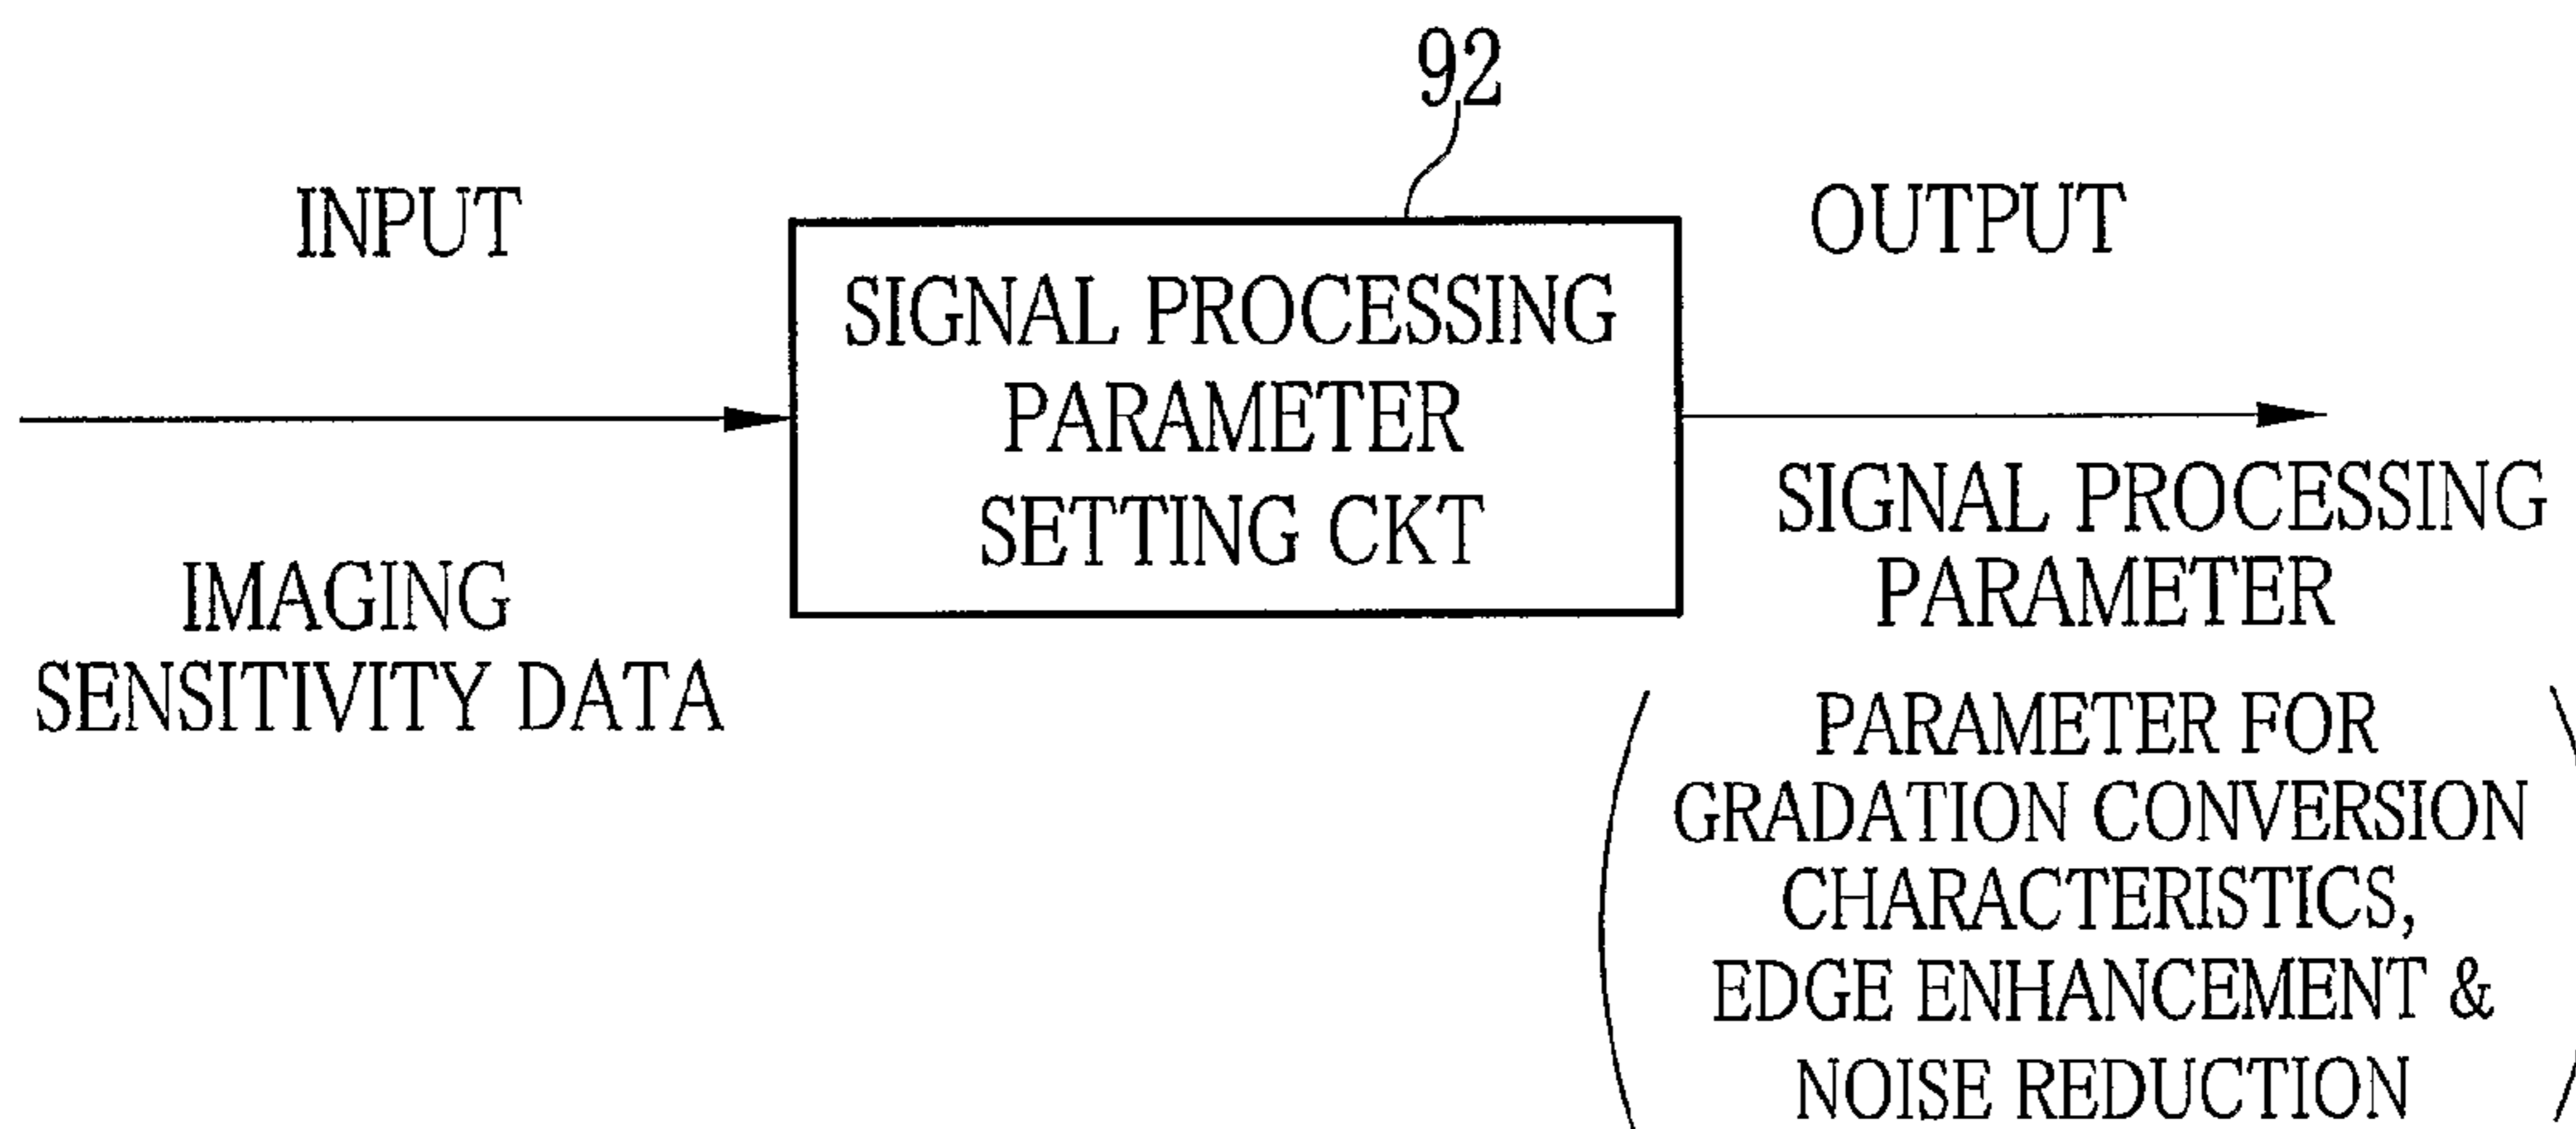 92
INPUT
OUTPUT
SIGNAL PROCESSING
PARAMETER
SETTING CKT
IMAGING
SENSITIVITY DATA
SIGNAL PROCESSING
PARAMETER
PARAMETER FOR
GRADATION CONVERSION
CHARACTERISTICS,
EDGE ENHANCEMENT &
NOISE REDUCTION